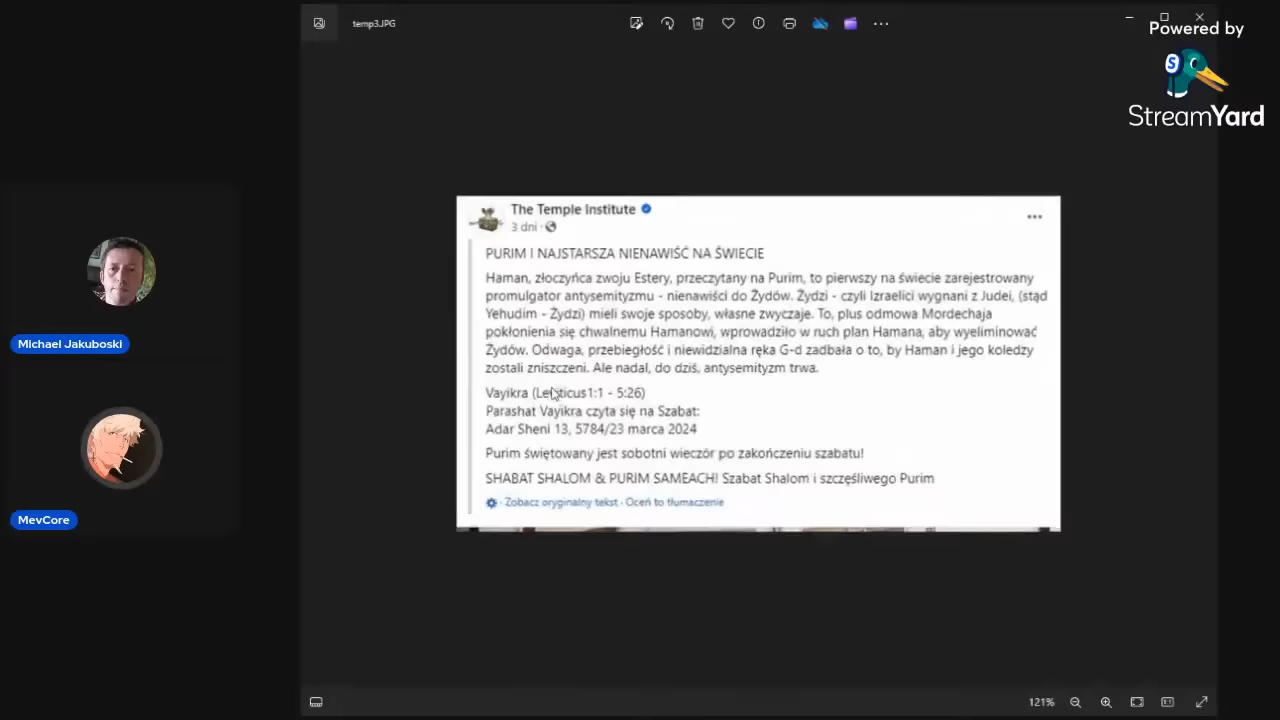 temp3.JPG
Powered by
StreamYard
The Temple Institute
3 dni
PURIM I NAJSTARSZA NIENAWIŚĆ NA ŚWIECIE
Haman, złoczyńca zwoju Estery, przeczytany na Purim, to pierwszy na świecie zarejestrowany
promulgator antysemityzmu - nienawiści do Żydów. Żydzi - czyli Izraelici wygnani z Judei, (stąd
Yehudim - Żydzi) mieli swoje sposoby, własne zwyczaje. To, plus odmowa Mordechaja
pokłonienia się chwalnemu Hamanowi, wprowadziło w ruch plan Hamana, aby wyeliminować
Żydów. Odwaga, przebiegłość i niewidzialna ręka G-d zadbała o to, by Haman i jego koledzy
zostali zniszczeni. Ale nadal, do dziś, antysemityzm trwa.
Vayikra (Leviticus1:1 - 5:26)
Parashat Vayikra czyta się na Szabat:
Adar Sheni 13, 5784/23 marca 2024
Purim świętowany jest sobotni wieczór po zakończeniu szabatu!
SHABAT SHALOM & PURIM SAMEACH! Szabat Shalom i szczęśliwego Purim
· Zobacz oryginalny tekst · Oceń to tłumaczenie
Michael Jakuboski
MevCore
121%